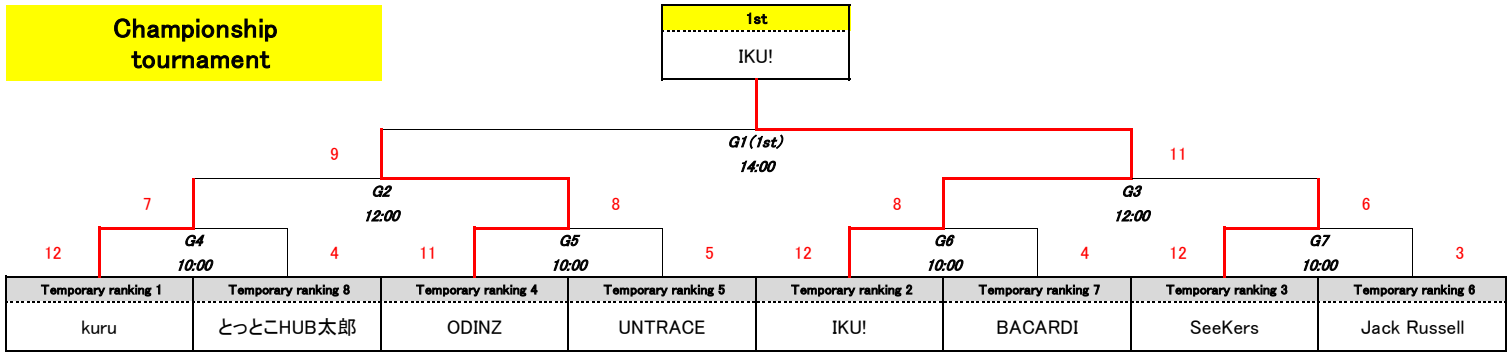 Championship
tournament
1st
IKU!
G1(1st)
14:00
9
11
G2
12:00
G3
12:00
7
8
8
6
G4
10:00
G5
10:00
G6
10:00
G7
10:00
12
4
11
5
12
4
12
3
Temporary ranking 1
Temporary ranking 8
Temporary ranking 4
Temporary ranking 5
Temporary ranking 2
Temporary ranking 7
Temporary ranking 3
Temporary ranking 6
kuru
とっとこHUB太郎
ODINZ
UNTRACE
IKU!
BACARDI
SeeKers
Jack Russell